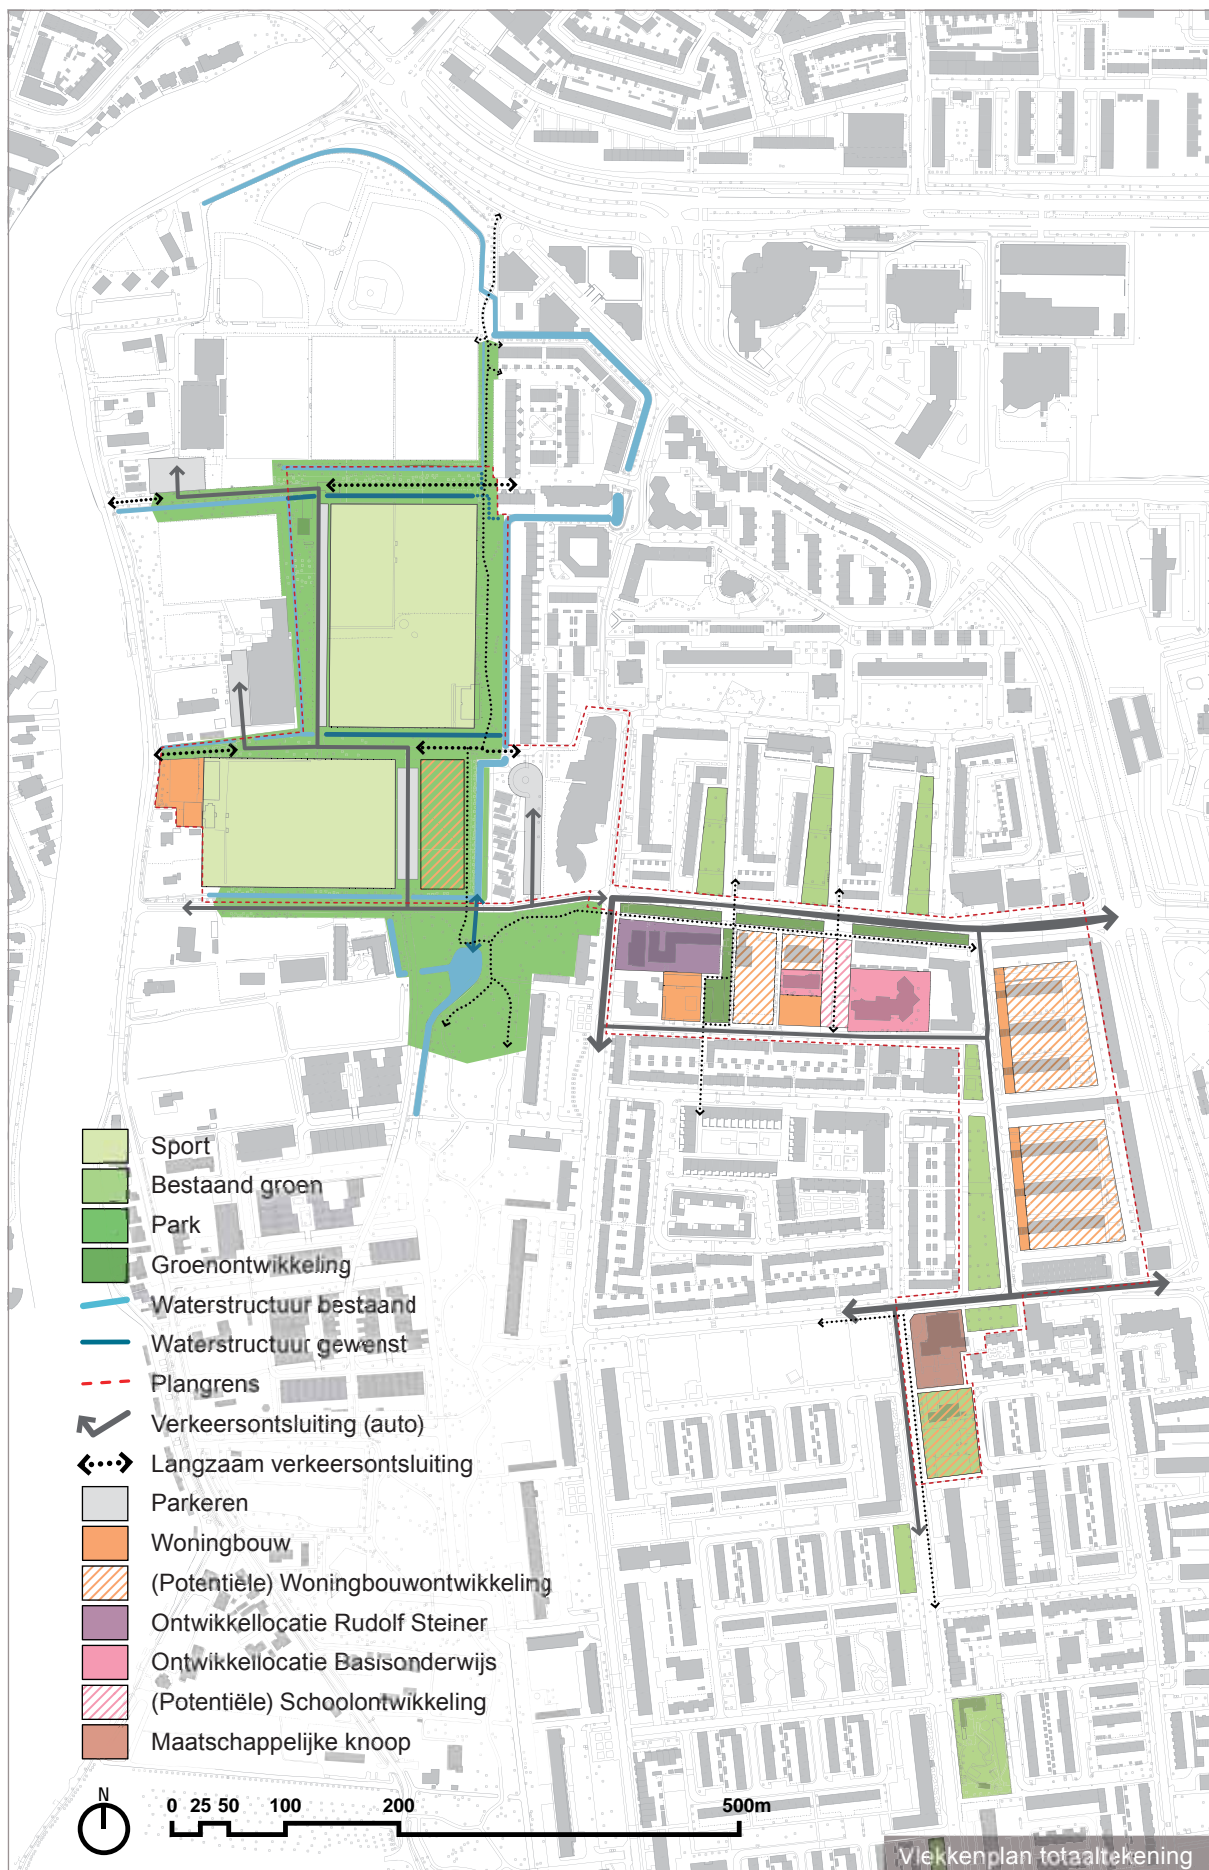 Sport
Bestaand groen
Park
Groenontwikkeling
Waterstructuur bestaand
Waterstructuur gewenst
Plangrens
Verkeersontsluiting (auto)
Langzaam verkeersontsluiting
Parkeren
Woningbouw
(Potentiële) Woningbouwontwikkeling
Ontwikkellocatie Rudolf Steiner
Ontwikkellocatie Basisonderwijs
(Potentiële) Schoolontwikkeling
Maatschappelijke knoop
N
0 25 50 100 200 500m
Vlekkenplan totaaltekening